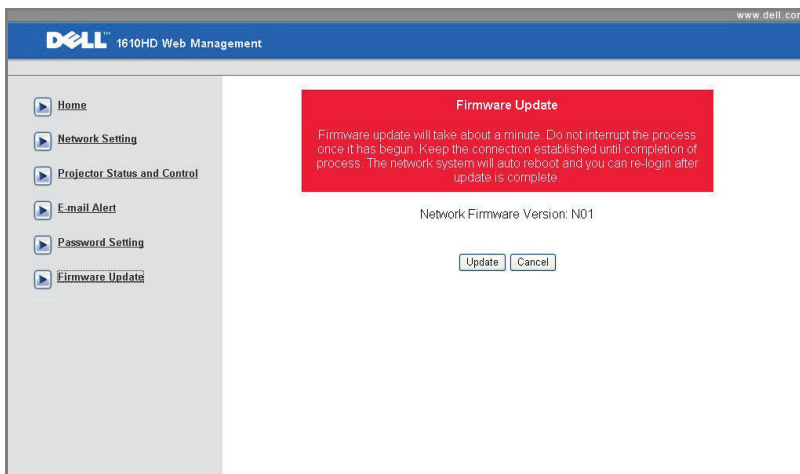 www.dell.com
DELL™ 1610HD Web Management
Home
Network Setting
Projector Status and Control
E-mail Alert
Password Setting
Firmware Update
Firmware Update
Firmware update will take about a minute. Do not interrupt the process
once it has begun. Keep the connection established until completion of
process. The network system will auto reboot and you can re-login after
update is complete.
Network Firmware Version: N01
Update Cancel